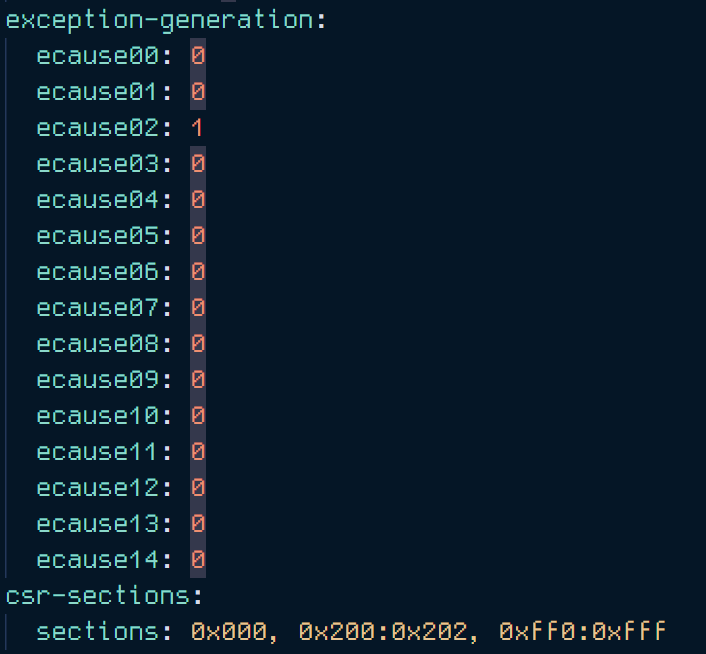 exception-generation:
  ecause00: 0
  ecause01: 0
  ecause02: 1
  ecause03: 0
  ecause04: 0
  ecause05: 0
  ecause06: 0
  ecause07: 0
  ecause08: 0
  ecause09: 0
  ecause10: 0
  ecause11: 0
  ecause12: 0
  ecause13: 0
  ecause14: 0
csr-sections:
  sections: 0x000, 0x200:0x202, 0xff0:0xfff